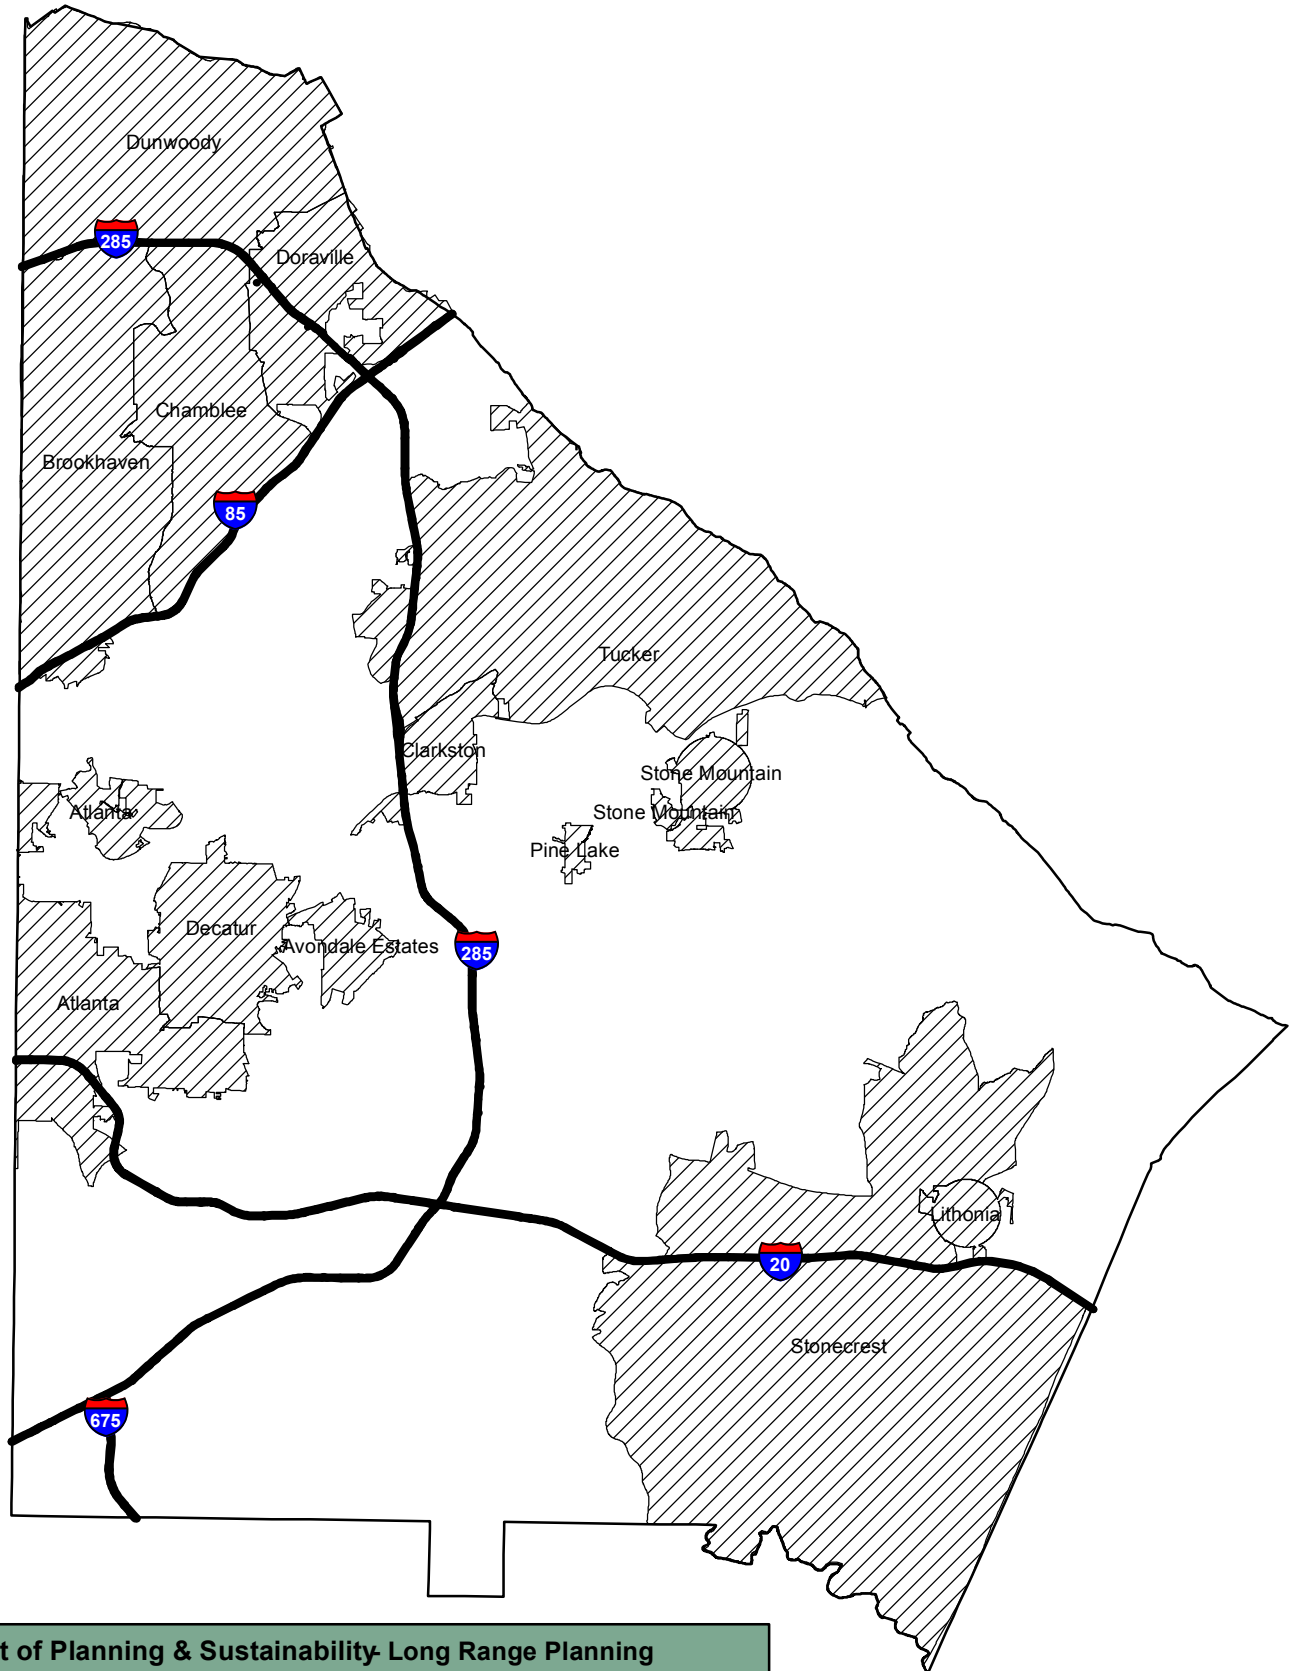 Dunwoody
285
Doraville
Chamblee
Brookhaven
85
Tucker
Clarkston
Stone Mountain
Stone Mountain
Atlanta
Pine Lake
Decatur
Avondale Estates
285
Atlanta
Lithonia
20
Stonecrest
675
t of Planning & Sustainability- Long Range Planning